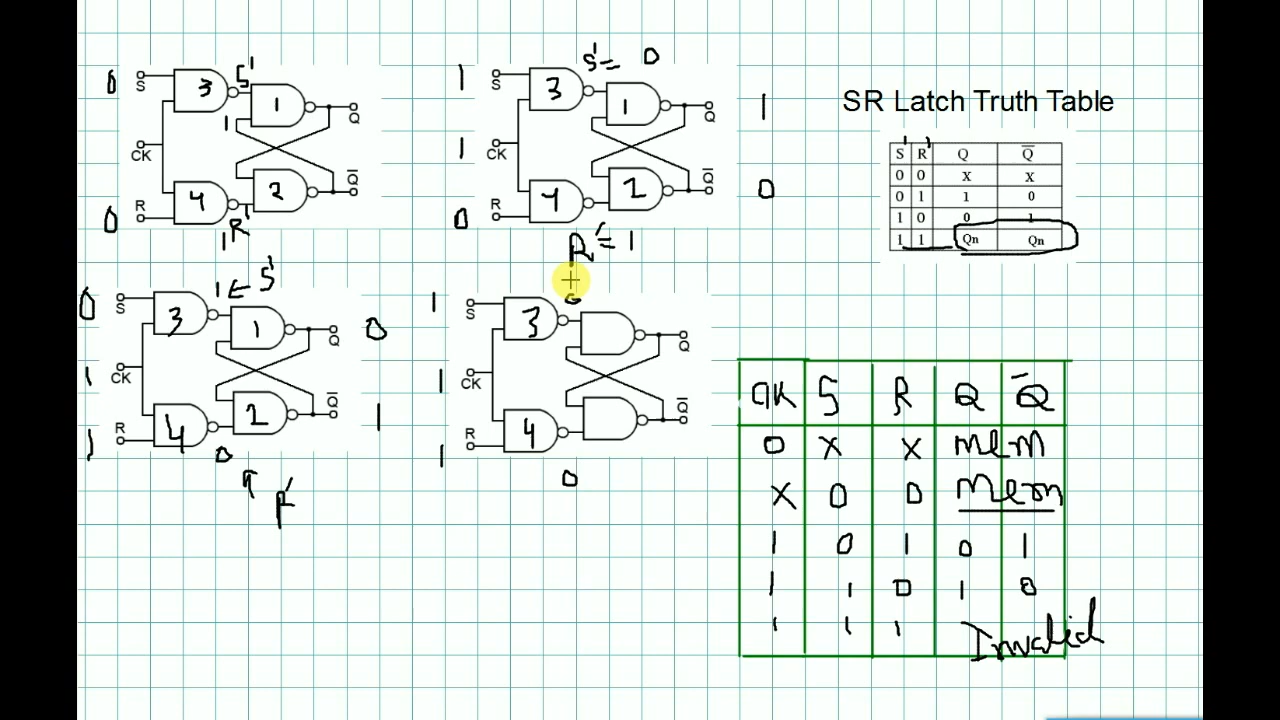 0 S 3 S' 1 Q
1
CK
R 4 2 Q̅
0 1 R'
1 S 3 S' = 0 1 Q 1
1 CK
0 R 4 2 Q̅ 0
R' = 1
0 S 3 1 ← S' 1 Q 0
1 CK
1 R 4 0 2 Q̅ 1
↑ R'
1 S 3 0 Q
1 CK
1 R 4 Q̅
0
SR Latch Truth Table
S' R' Q Q̅
0 0 x x
0 1 1 0
1 0 0 1
1 1 Qn Qn
CK S R Q Q̅
0 X X mem
X 0 0 Mem
1 0 1 0 1
1 1 0 1 0
1 1 1 Invalid